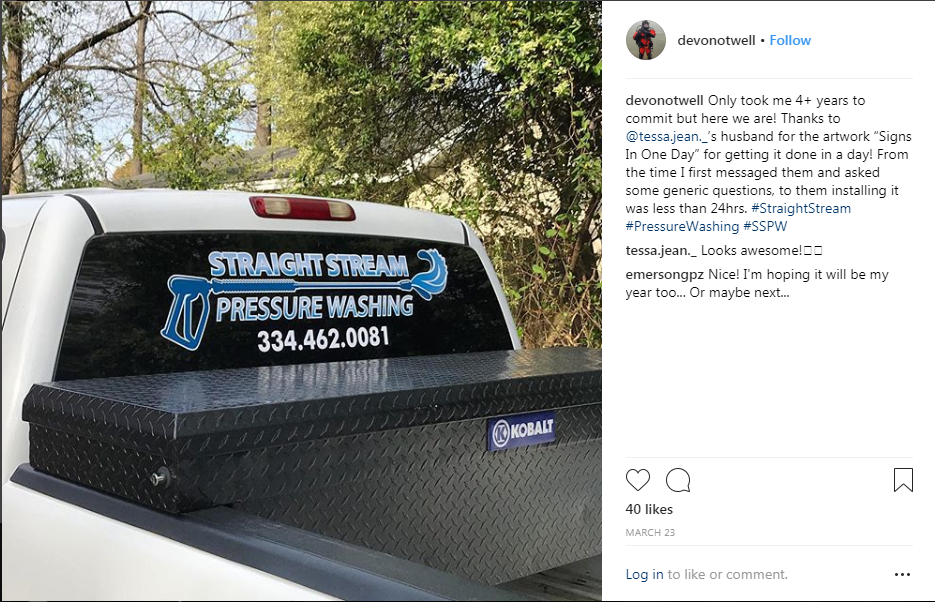 STRAIGHT STREAM
PRESSURE WASHING
334.462.0081
K KOBALT
devonotwell • Follow
devonotwell Only took me 4+ years to
commit but here we are! Thanks to
@tessa.jean._'s husband for the artwork “Signs
In One Day” for getting it done in a day! From
the time I first messaged them and asked
some generic questions, to them installing it
was less than 24hrs. #StraightStream
#PressureWashing #SSPW
tessa.jean._ Looks awesome!
emersongpz Nice! I'm hoping it will be my
year too... Or maybe next...
40 likes
MARCH 23
Log in to like or comment.